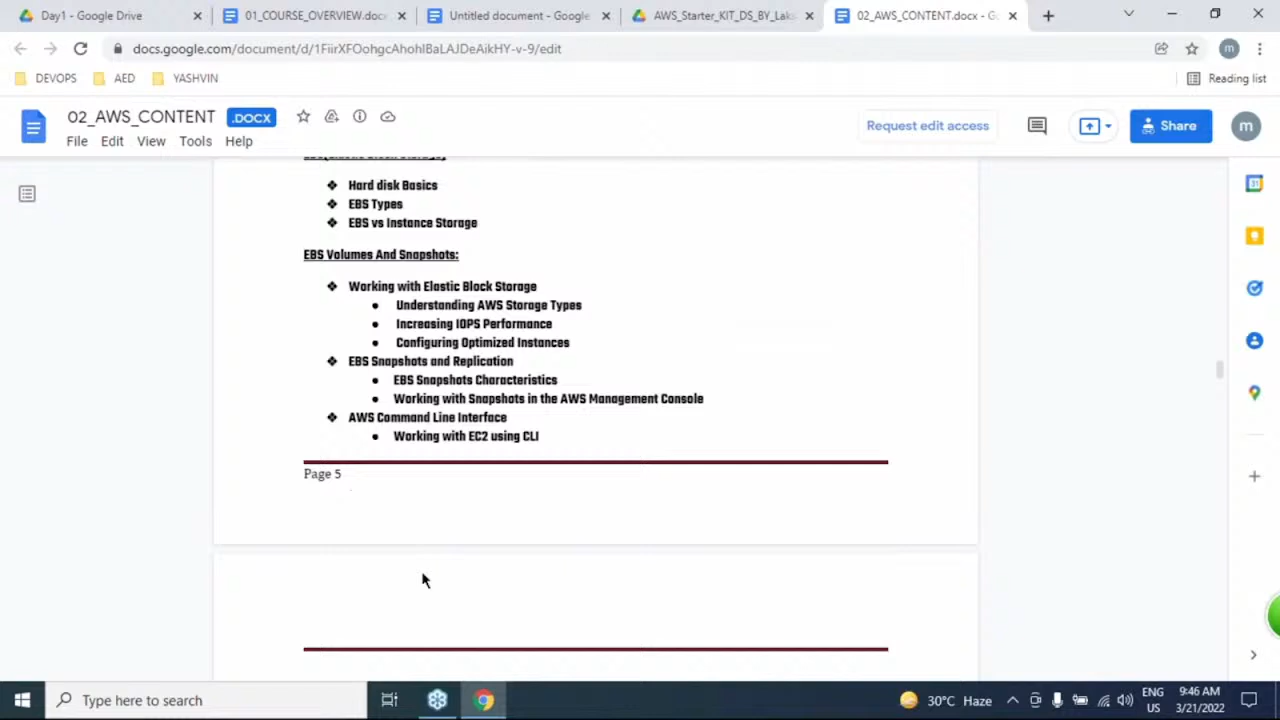 Day1 - Google Drive
01_COURSE_OVERVIEW.docx
Untitled document - Google
AWS_Starter_KIT_DS_BY_Laks
02_AWS_CONTENT.docx - Go
docs.google.com/document/d/1FiirXFOohgcAhohIBaLAJDeAikHY-v-9/edit
m
DEVOPS
AED
YASHVIN
Reading list
02_AWS_CONTENT
.DOCX
Request edit access
Share
m
File Edit View Tools Help
31
❖ Hard disk Basics
❖ EBS Types
❖ EBS vs Instance Storage
EBS Volumes And Snapshots:
❖ Working with Elastic Block Storage
● Understanding AWS Storage Types
● Increasing IOPS Performance
● Configuring Optimized Instances
❖ EBS Snapshots and Replication
● EBS Snapshots Characteristics
● Working with Snapshots in the AWS Management Console
❖ AWS Command Line Interface
● Working with EC2 using CLI
Page 5
Type here to search
30°C Haze
ENG
US
9:46 AM
3/21/2022